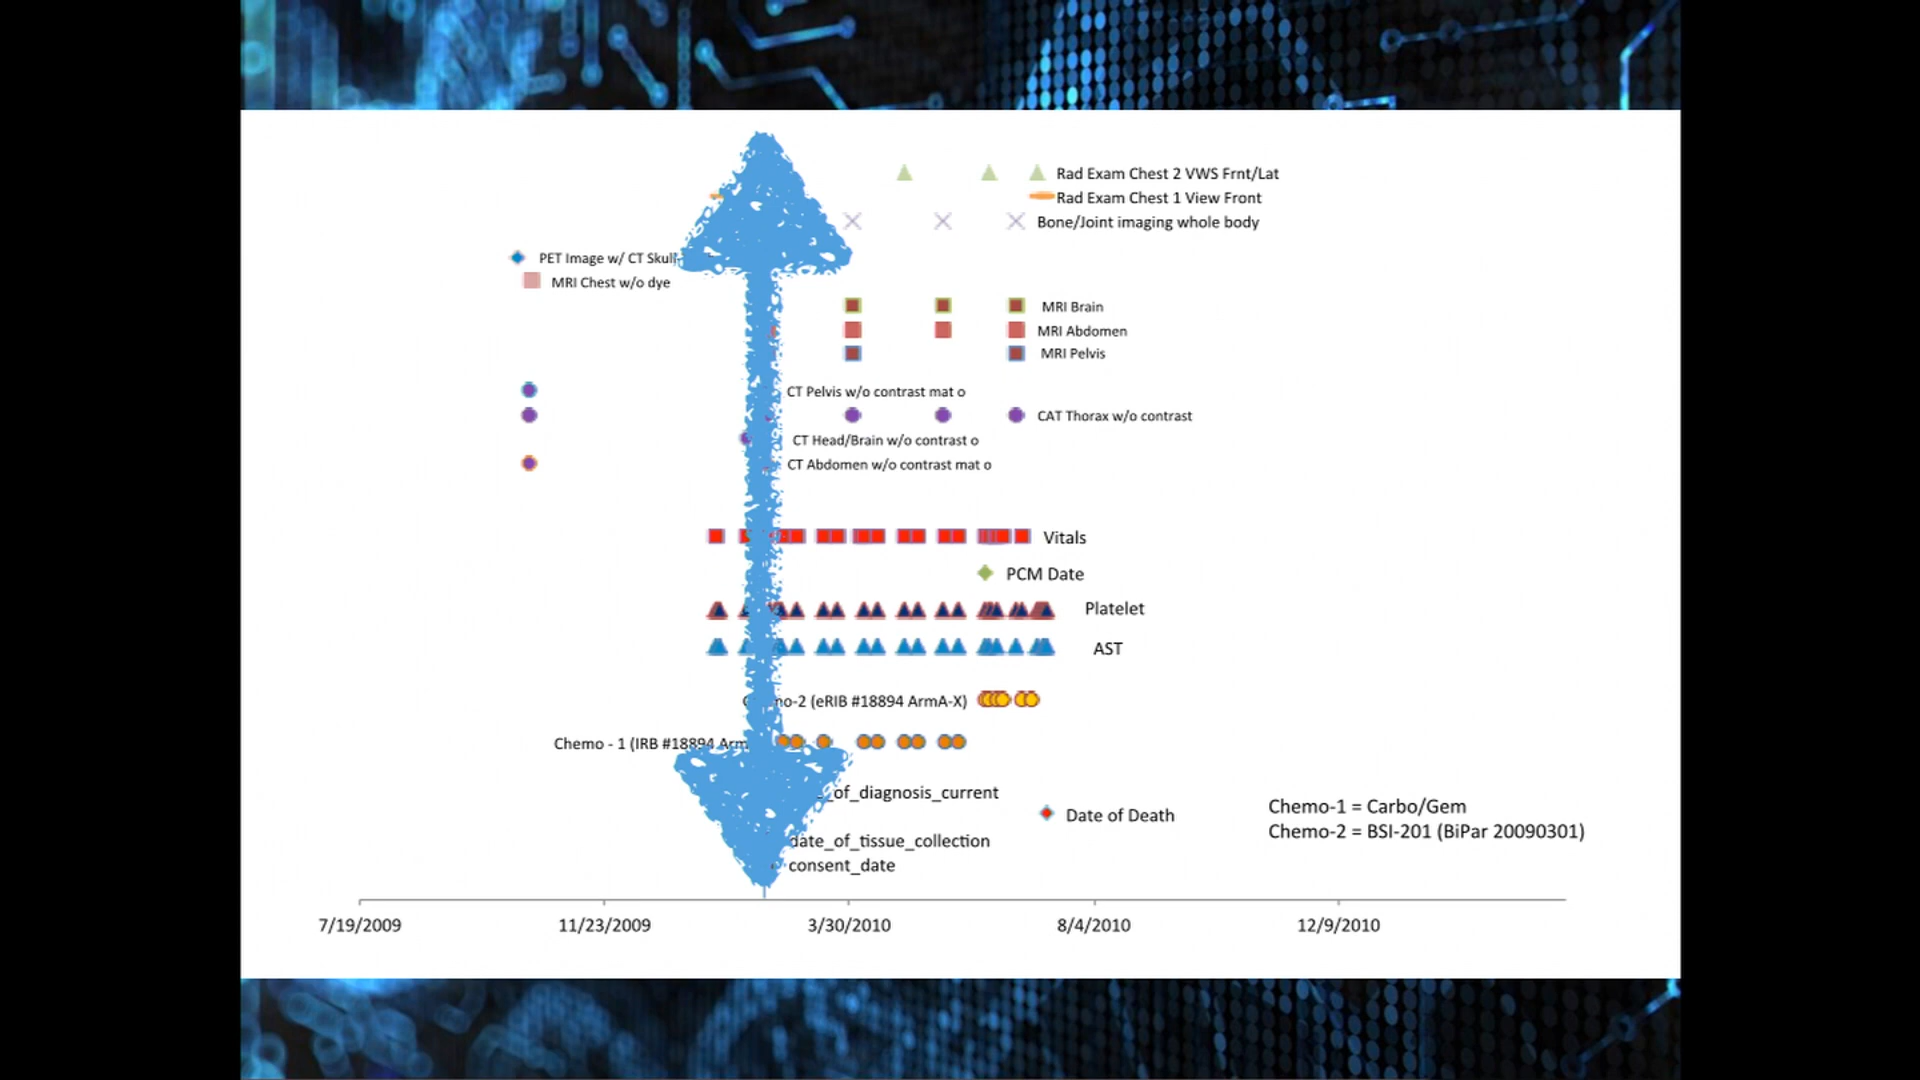 Rad Exam Chest 2 VWS Frnt/Lat
Rad Exam Chest 1 View Front
Bone/Joint imaging whole body
PET Image w/ CT Skull-
MRI Chest w/o dye
MRI Brain
MRI Abdomen
MRI Pelvis
CT Pelvis w/o contrast mat o
CAT Thorax w/o contrast
CT Head/Brain w/o contrast o
CT Abdomen w/o contrast mat o
Vitals
PCM Date
Platelet
AST
mo-2 (eRIB #18894 ArmA-X)
Chemo - 1 (IRB #18894 Arm
_of_diagnosis_current
Date of Death
date_of_tissue_collection
consent_date
Chemo-1 = Carbo/Gem
Chemo-2 = BSI-201 (BiPar 20090301)
7/19/2009 11/23/2009 3/30/2010 8/4/2010 12/9/2010